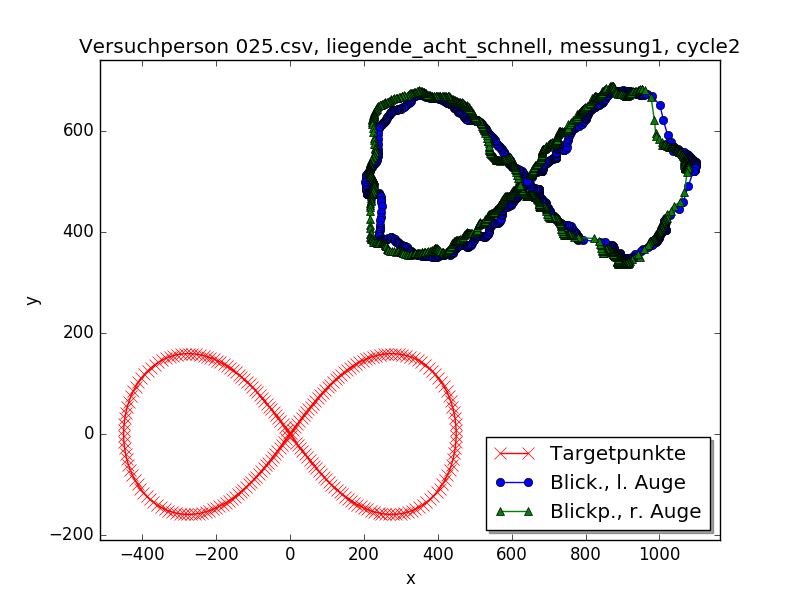 Versuchperson 025.csv, liegende_acht_schnell, messung1, cycle2
600
400
200
0
−200
y
−400
−200
0
200
400
600
800
1000
x
Targetpunkte
Blick., l. Auge
Blickp., r. Auge